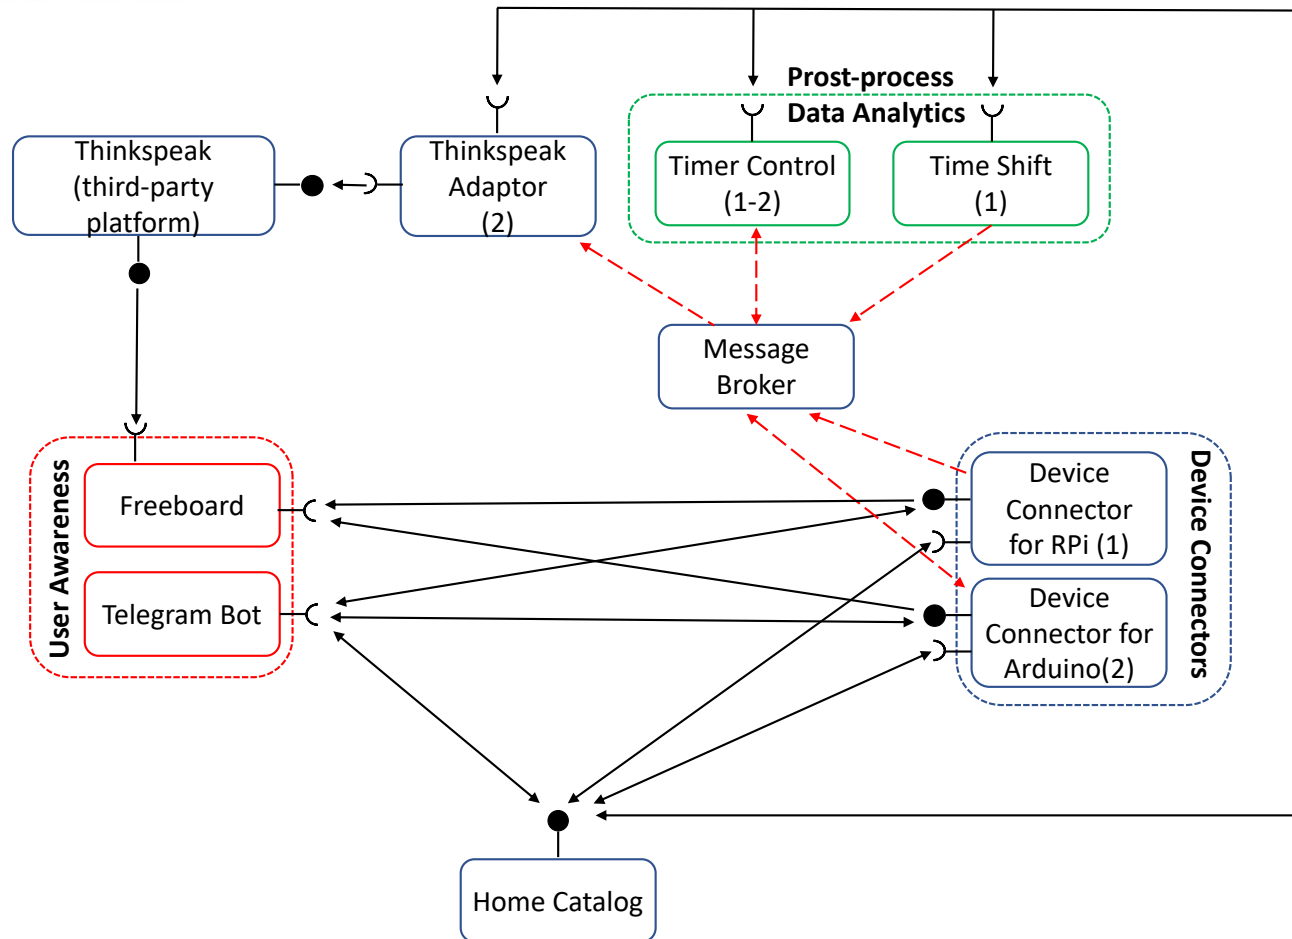 Prost-process
Data Analytics
Thinkspeak
(third-party
platform)
Thinkspeak
Adaptor
(2)
Timer Control
(1-2)
Time Shift
(1)
Message
Broker
User Awareness
Freeboard
Telegram Bot
Device
Connector
for RPi (1)
Device
Connector for
Arduino(2)
Device Connectors
Home Catalog